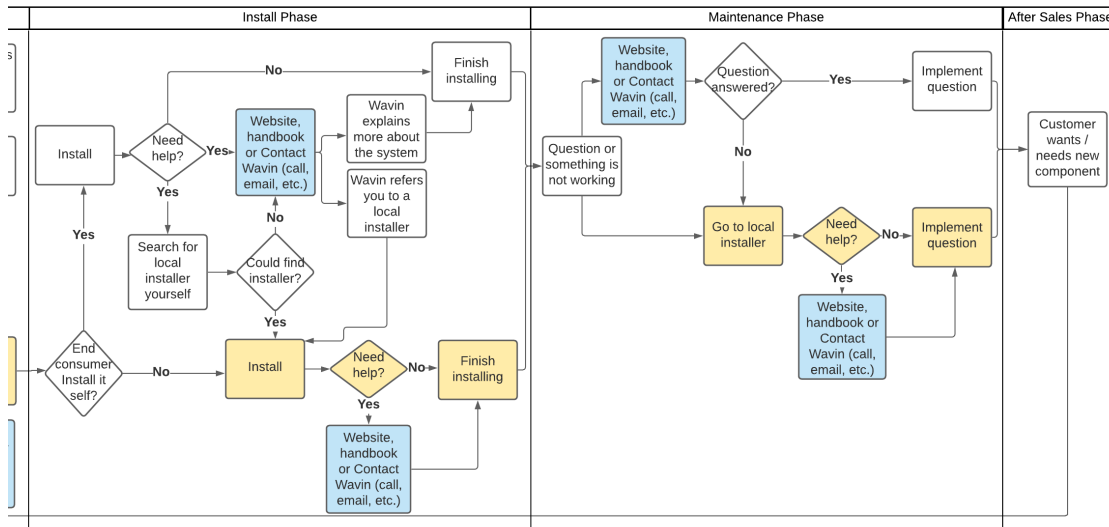 Install Phase
Maintenance Phase
After Sales Phase
s
Finish
installing
No
Website,
handbook
or Contact
Wavin (call,
email, etc.)
Wavin
explains
more about
the system
Install
Need
help?
Yes
Yes
Wavin refers
you to a
local
installer
No
Yes
Search for
local
installer
yourself
Could find
installer?
Yes
End
consumer
Install it
self?
No
Install
Need
help?
No
Finish
installing
Yes
Website,
handbook
or Contact
Wavin (call,
email, etc.)
Website,
handbook
or Contact
Wavin (call,
email, etc.)
Question
answered?
Yes
Implement
question
Question or
something is
not working
No
Go to local
installer
Need
help?
No
Implement
question
Yes
Website,
handbook or
Contact
Wavin (call,
email, etc.)
Customer
wants /
needs new
component